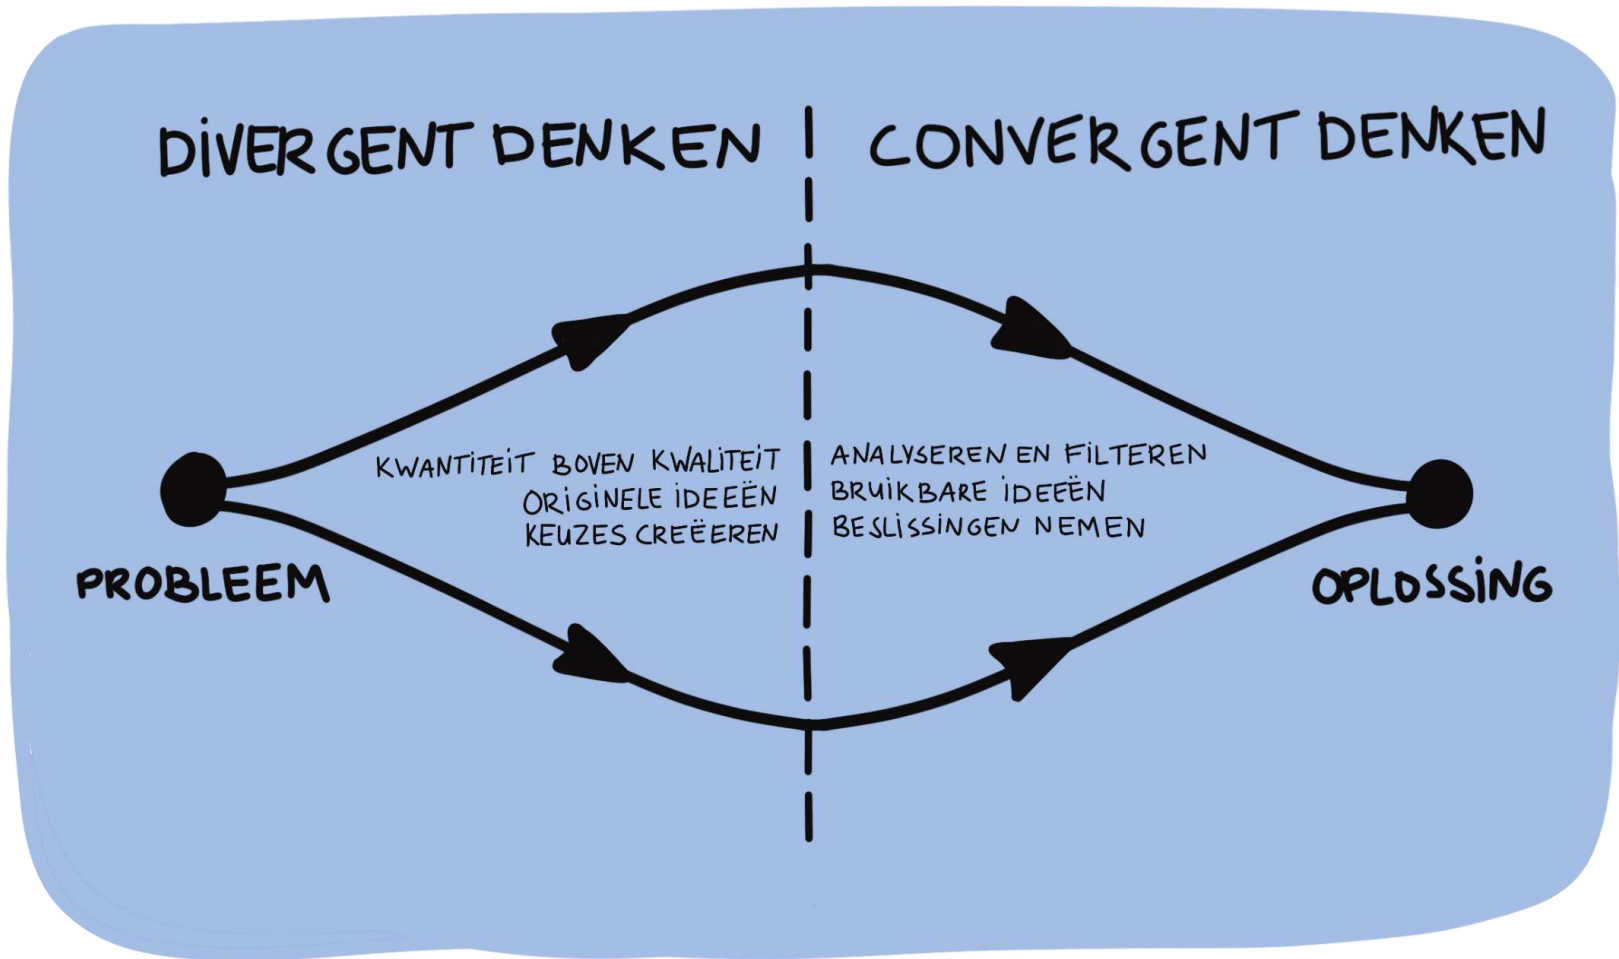 DIVERGENT DENKEN
CONVERGENT DENKEN
KWANTITEIT BOVEN KWALITEIT
ORIGINELE IDEEËN
KEUZES CREËEREN
ANALYSEREN EN FILTEREN
BRUIKBARE IDEEËN
BESLISSINGEN NEMEN
PROBLEEM
OPLOSSING